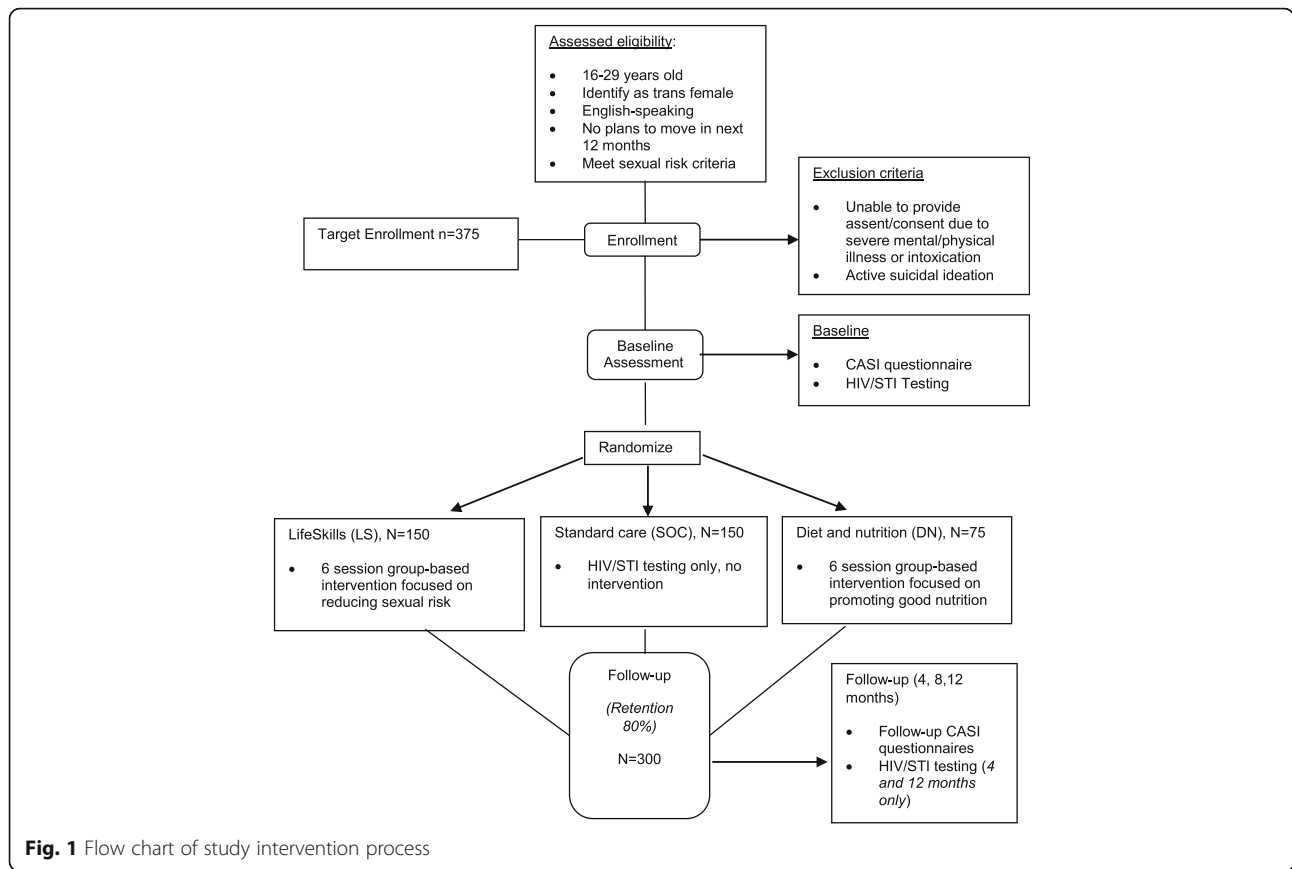 Assessed eligibility:
• 16-29 years old
• Identify as trans female
• English-speaking
• No plans to move in next
12 months
• Meet sexual risk criteria
Exclusion criteria
• Unable to provide
assent/consent due to
severe mental/physical
illness or intoxication
• Active suicidal ideation
Target Enrollment n=375
Enrollment
Baseline
Assessment
Baseline
• CASI questionnaire
• HIV/STI Testing
Randomize
LifeSkills (LS), N=150
• 6 session group-based
intervention focused on
reducing sexual risk
Standard care (SOC), N=150
• HIV/STI testing only, no
intervention
Diet and nutrition (DN), N=75
• 6 session group-based
intervention focused on
promoting good nutrition
Follow-up
(Retention
80%)
N=300
Follow-up (4, 8,12
months)
• Follow-up CASI
questionnaires
• HIV/STI testing (4
and 12 months
only)
Fig. 1 Flow chart of study intervention process